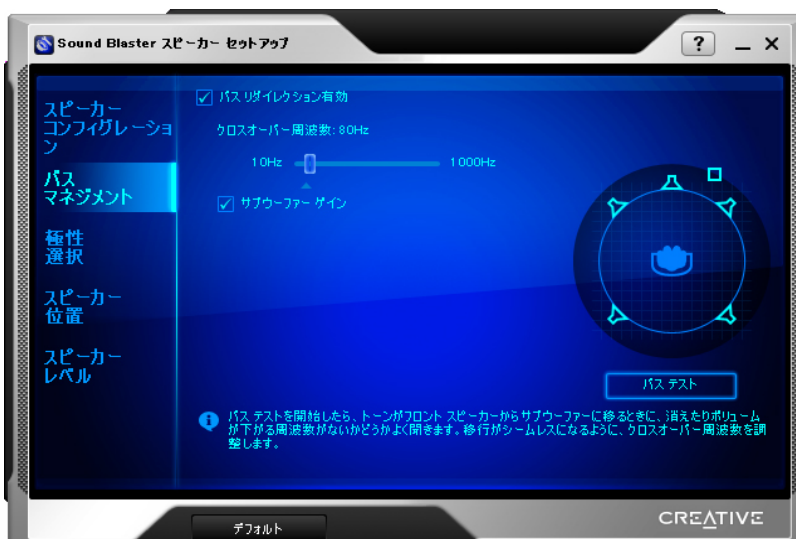 Sound Blaster スピーカー セットアップ
?
スピーカー
コンフィグレーショ
ン
バス
マネジメント
極性
選択
スピーカー
位置
スピーカー
レベル
バス リダイレクション有効
クロスオーバー周波数: 80Hz
10Hz
1000Hz
サブウーファー ゲイン
バス テスト
バス テストを開始したら、トーンがフロント スピーカーからサブウーファーに移るときに、消えたりボリューム
が下がる周波数がないかどうかよく聞きます。移行がシームレスになるように、クロスオーバー周波数を調
整します。
デフォルト
CREATIVE